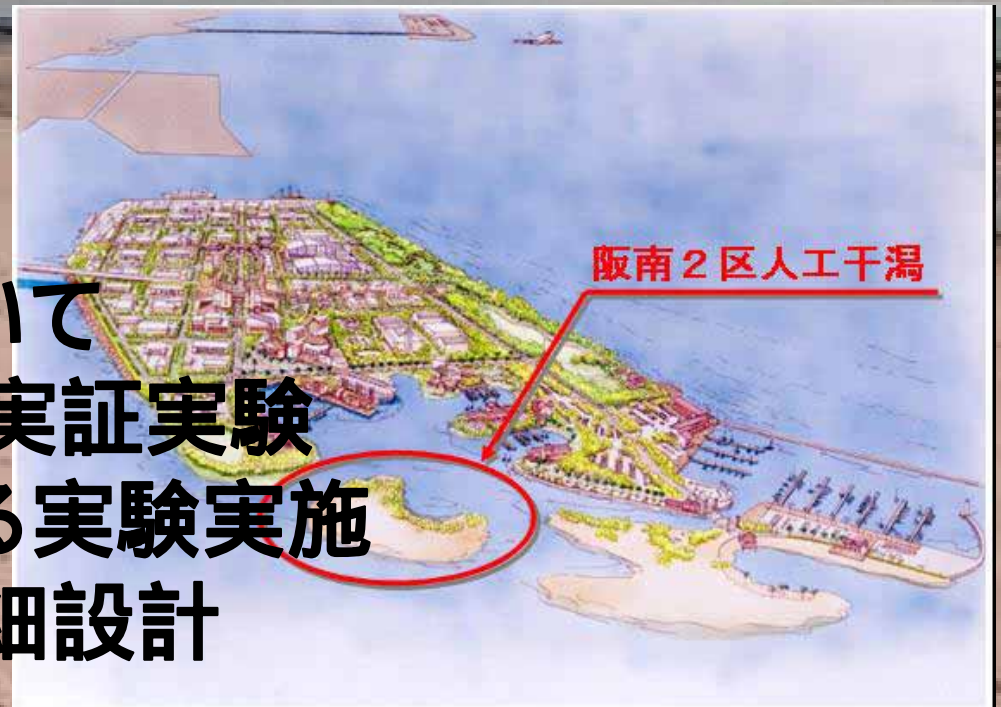 阪南２区人工干潟
いて
実証実験
る実験実施
細設計